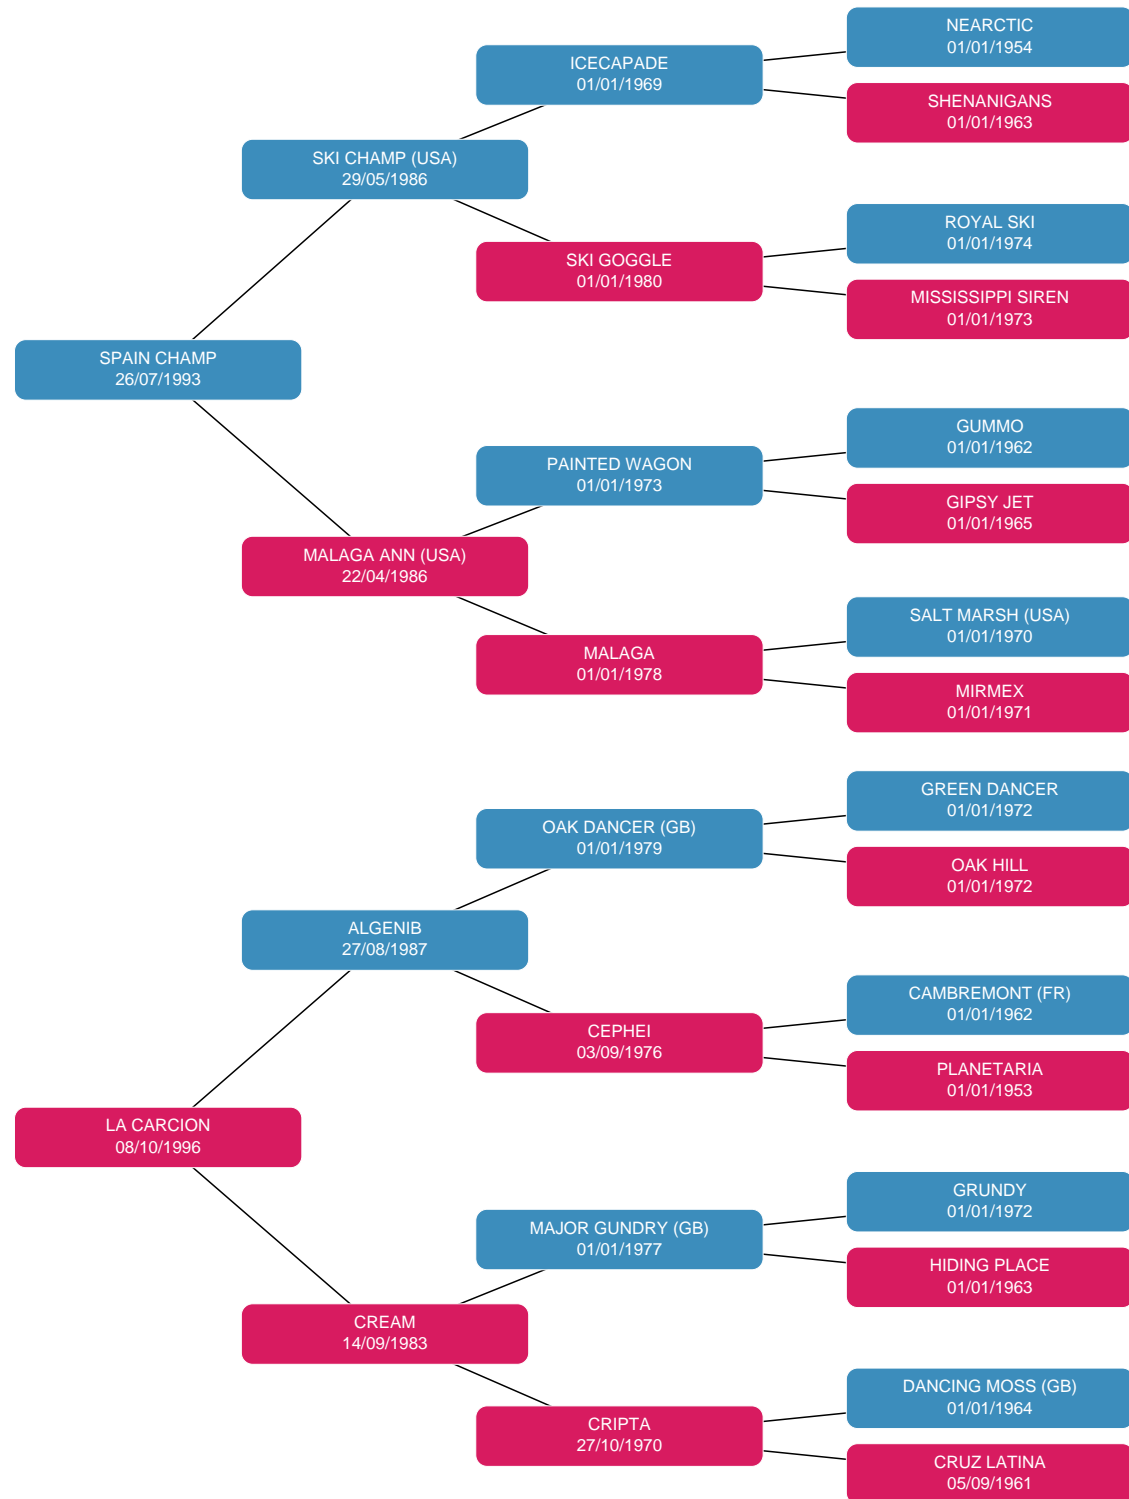 NEARCTIC
01/01/1954
ICECAPADE
01/01/1969
SHENANIGANS
01/01/1963
SKI CHAMP (USA)
29/05/1986
ROYAL SKI
01/01/1974
SKI GOGGLE
01/01/1980
MISSISSIPPI SIREN
01/01/1973
SPAIN CHAMP
26/07/1993
GUMMO
01/01/1962
PAINTED WAGON
01/01/1973
GIPSY JET
01/01/1965
MALAGA ANN (USA)
22/04/1986
SALT MARSH (USA)
01/01/1970
MALAGA
01/01/1978
MIRMEX
01/01/1971
GREEN DANCER
01/01/1972
OAK DANCER (GB)
01/01/1979
OAK HILL
01/01/1972
ALGENIB
27/08/1987
CAMBREMONT (FR)
01/01/1962
CEPHEI
03/09/1976
PLANETARIA
01/01/1953
LA CARCION
08/10/1996
GRUNDY
01/01/1972
MAJOR GUNDRY (GB)
01/01/1977
HIDING PLACE
01/01/1963
CREAM
14/09/1983
DANCING MOSS (GB)
01/01/1964
CRIPTA
27/10/1970
CRUZ LATINA
05/09/1961